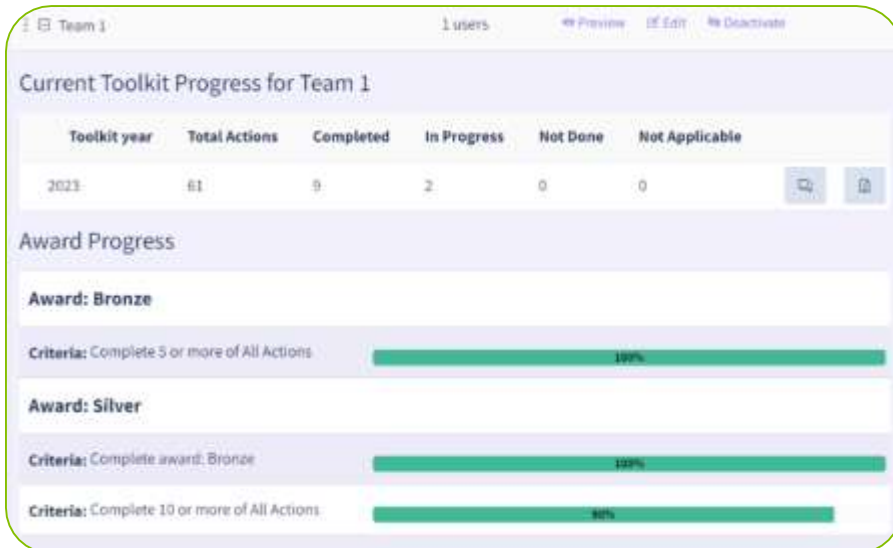 Team 1 1 users Preview Edit Deactivate
Current Toolkit Progress for Team 1
Toolkit year Total Actions Completed In Progress Not Done Not Applicable
2023 61 9 2 0 0
Award Progress
Award: Bronze
Criteria: Complete 5 or more of All Actions 100%
Award: Silver
Criteria: Complete award: Bronze 100%
Criteria: Complete 10 or more of All Actions 90%